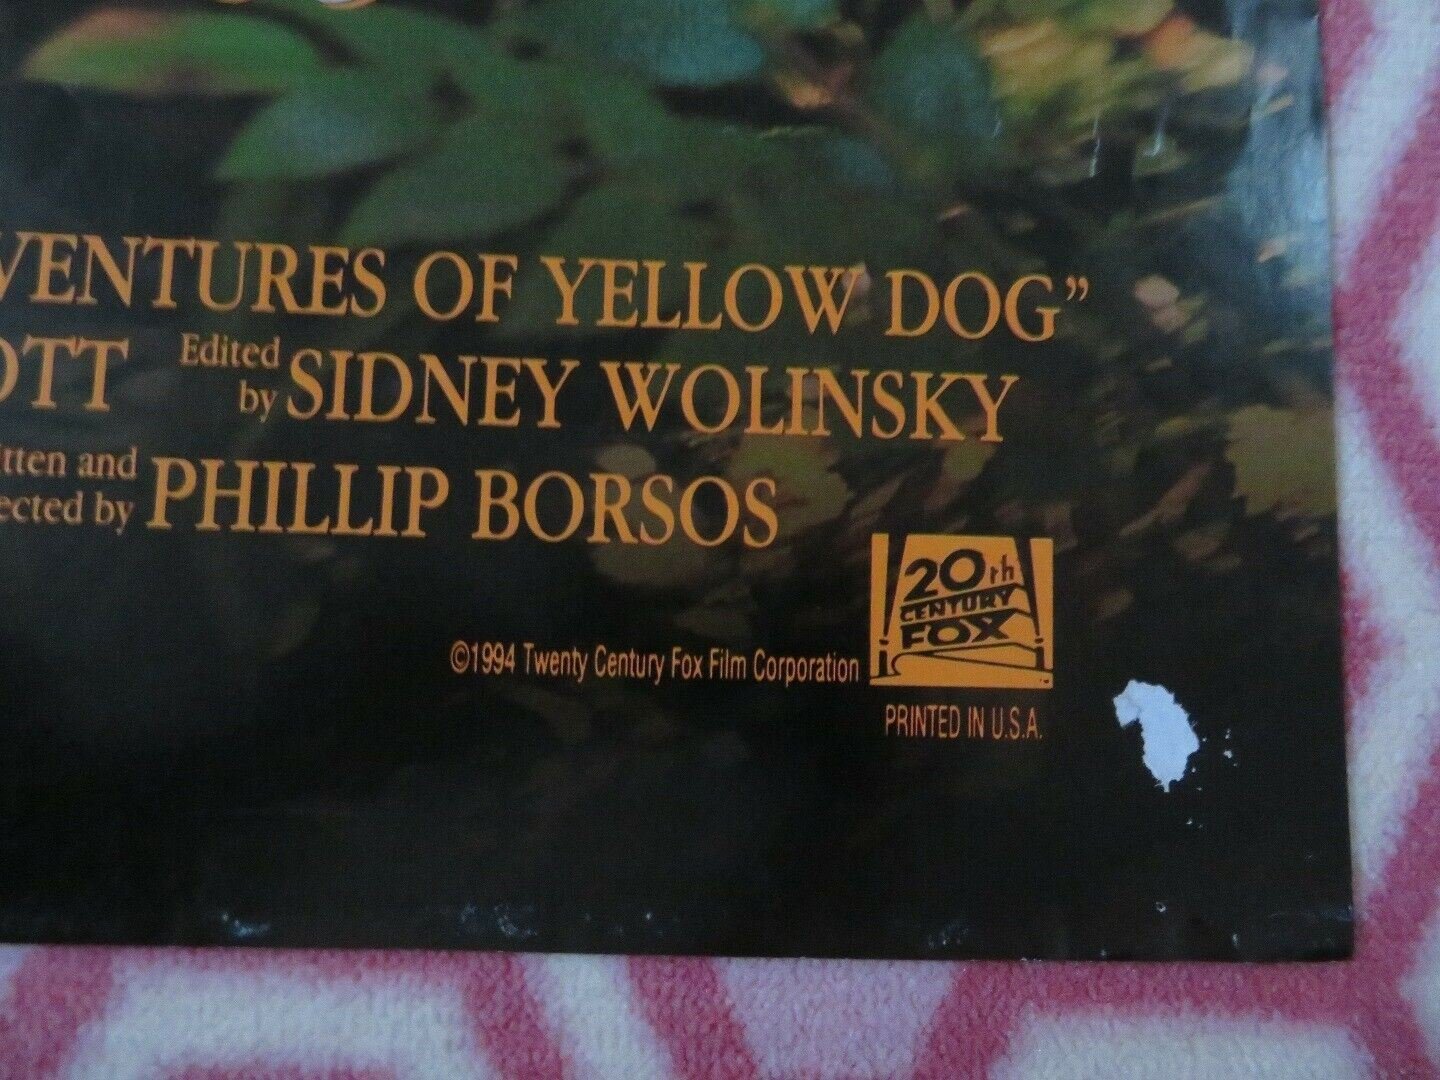 VENTURES OF YELLOW DOG”
OTT Edited by SIDNEY WOLINSKY
tten and ected by PHILLIP BORSOS
20th
CENTURY
FOX
©1994 Twenty Century Fox Film Corporation
PRINTED IN U.S.A.